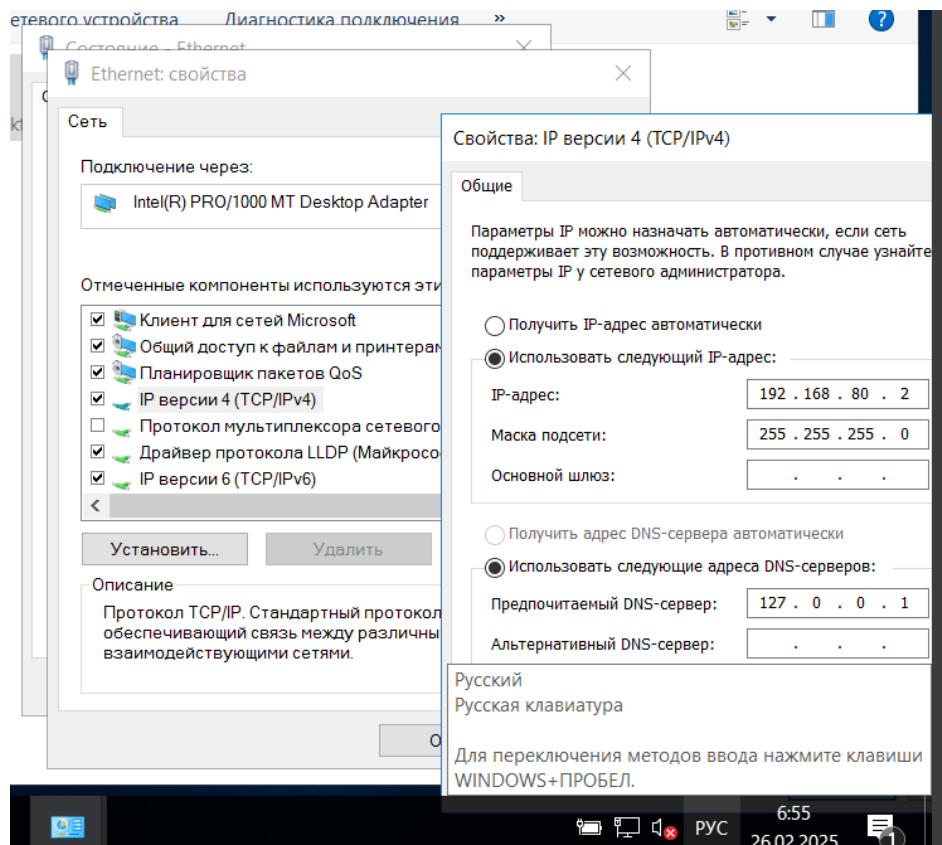 етевого устройства Диагностика подключения »
Состояние - Ethernet
Ethernet: свойства
Сеть
Подключение через:
Intel(R) PRO/1000 MT Desktop Adapter
Отмеченные компоненты используются эти
Клиент для сетей Microsoft
Общий доступ к файлам и принтерам
Планировщик пакетов QoS
IP версии 4 (TCP/IPv4)
Протокол мультиплексора сетевого
Драйвер протокола LLDP (Майкросо
IP версии 6 (TCP/IPv6)
Установить...
Удалить
Описание
Протокол TCP/IP. Стандартный протокол
обеспечивающий связь между различны
взаимодействующими сетями.
Свойства: IP версии 4 (TCP/IPv4)
Общие
Параметры IP можно назначать автоматически, если сеть
поддерживает эту возможность. В противном случае узнайте
параметры IP у сетевого администратора.
Получить IP-адрес автоматически
Использовать следующий IP-адрес:
IP-адрес: 192 . 168 . 80 . 2
Маска подсети: 255 . 255 . 255 . 0
Основной шлюз: . . .
Получить адрес DNS-сервера автоматически
Использовать следующие адреса DNS-серверов:
Предпочитаемый DNS-сервер: 127 . 0 . 0 . 1
Альтернативный DNS-сервер: . . .
Русский
Русская клавиатура
Для переключения методов ввода нажмите клавиши
WINDOWS+ПРОБЕЛ.
РУС
6:55
26.02.2025
1